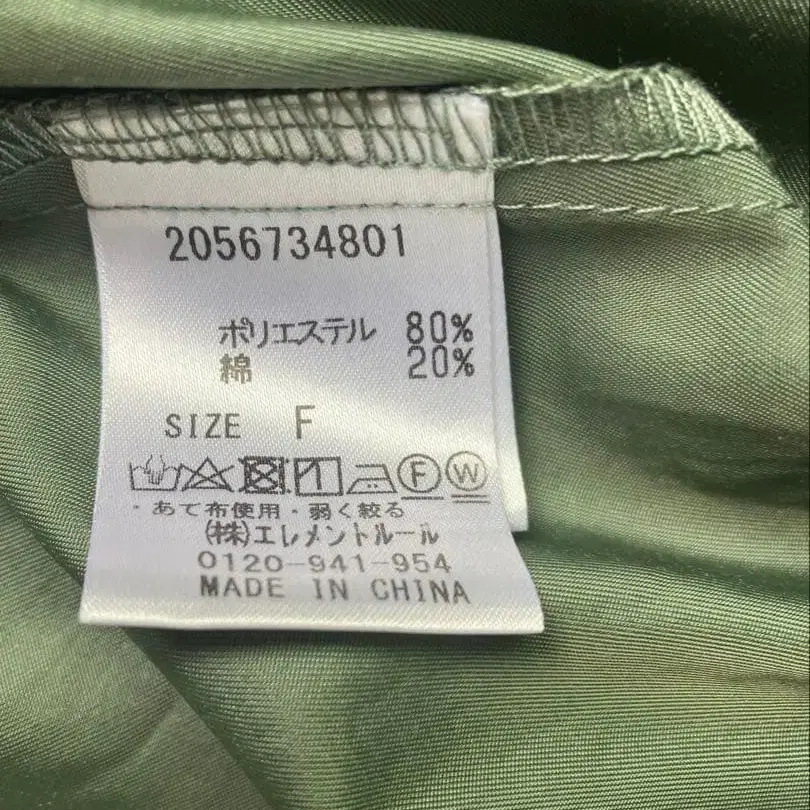 2056734801
ポリエステル 80%
綿 20%
SIZE F
F W
・あて布使用・弱く絞る
(株)エレメントルール
0120-941-954
MADE IN CHINA